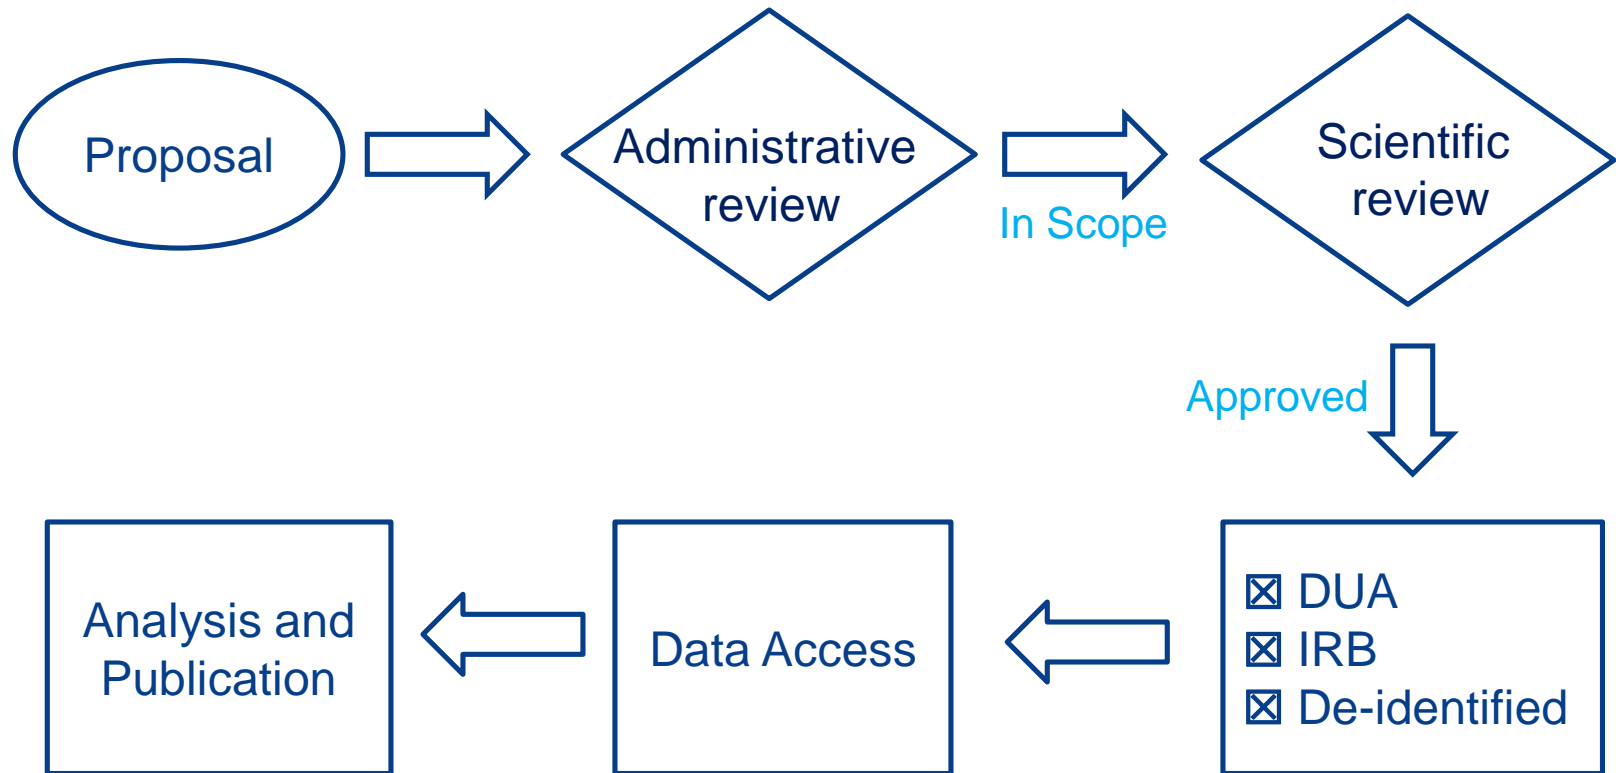 Proposal
Administrative
review
In Scope
Scientific
review
Approved
☒ DUA
☒ IRB
☒ De-identified
Data Access
Analysis and
Publication